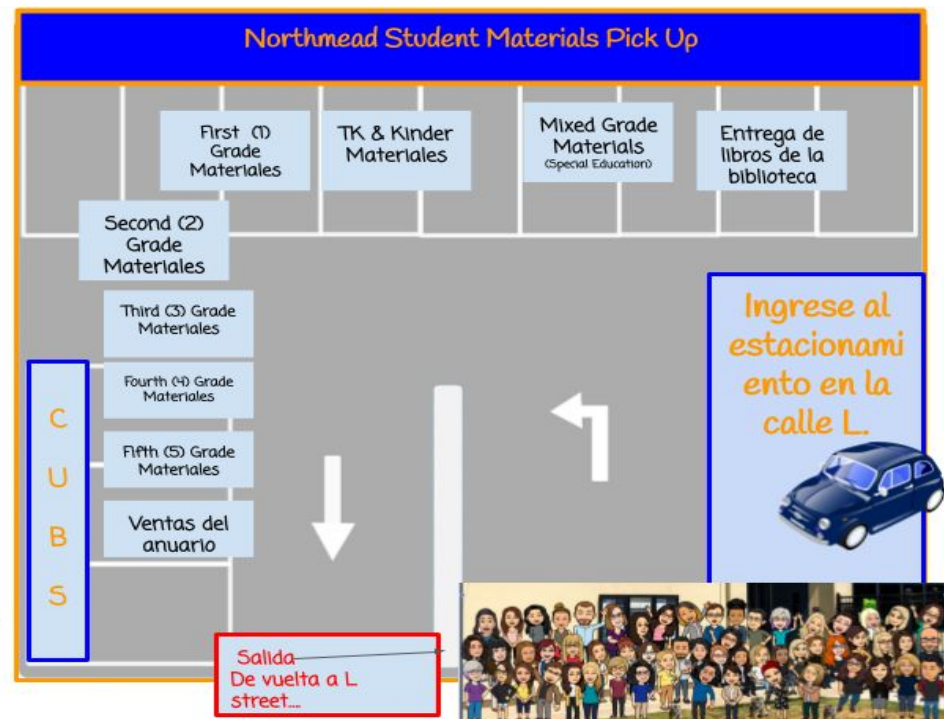 Northmead Student Materials Pick Up
First (1)
Grade
Materiales
TK & Kinder
Materiales
Mixed Grade
Materials
(Special Education)
Entrega de
libros de la
biblioteca
Second (2)
Grade
Materiales
Third (3) Grade
Materiales
Fourth (4) Grade
Materiales
Fifth (5) Grade
Materiales
Ventas del
anuario
C
U
B
S
Ingrese al
estacionami
ento en la
calle L.
Salida
De vuelta a L
street....